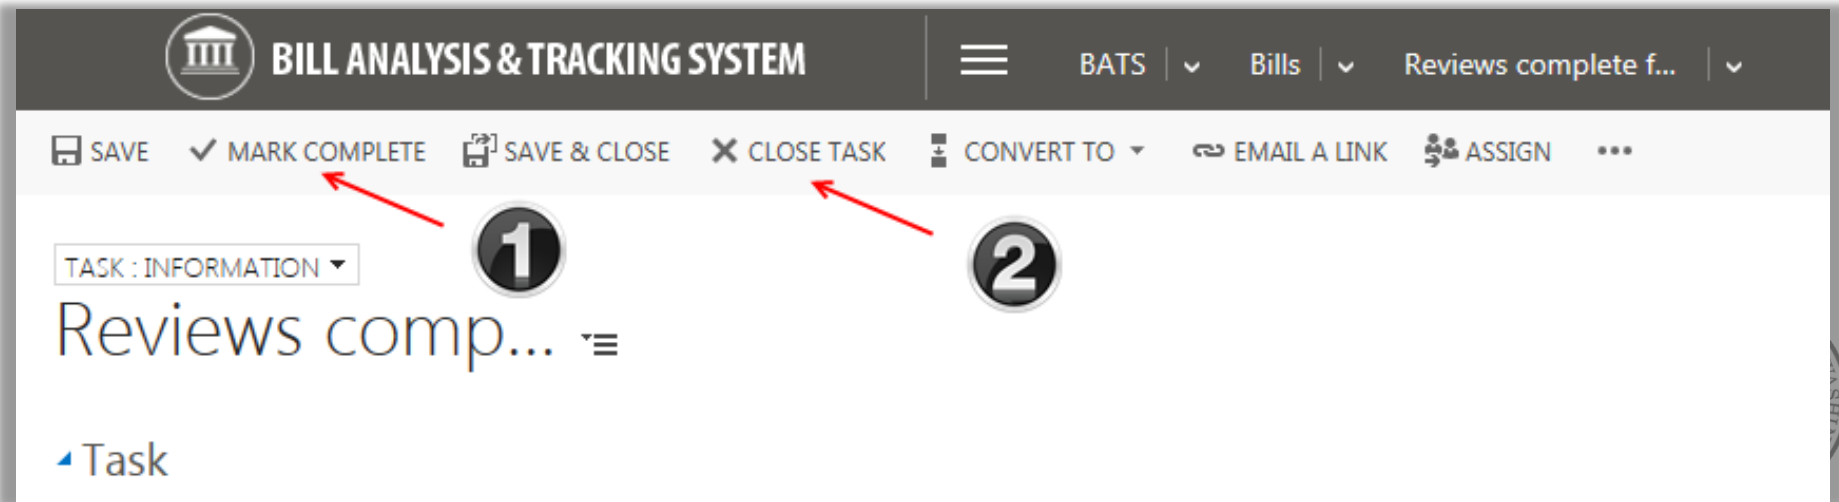 BILL ANALYSIS & TRACKING SYSTEM BATS Bills Reviews complete f...
SAVE MARK COMPLETE SAVE & CLOSE CLOSE TASK CONVERT TO EMAIL A LINK ASSIGN ...
1
2
TASK : INFORMATION
Reviews comp...
Task